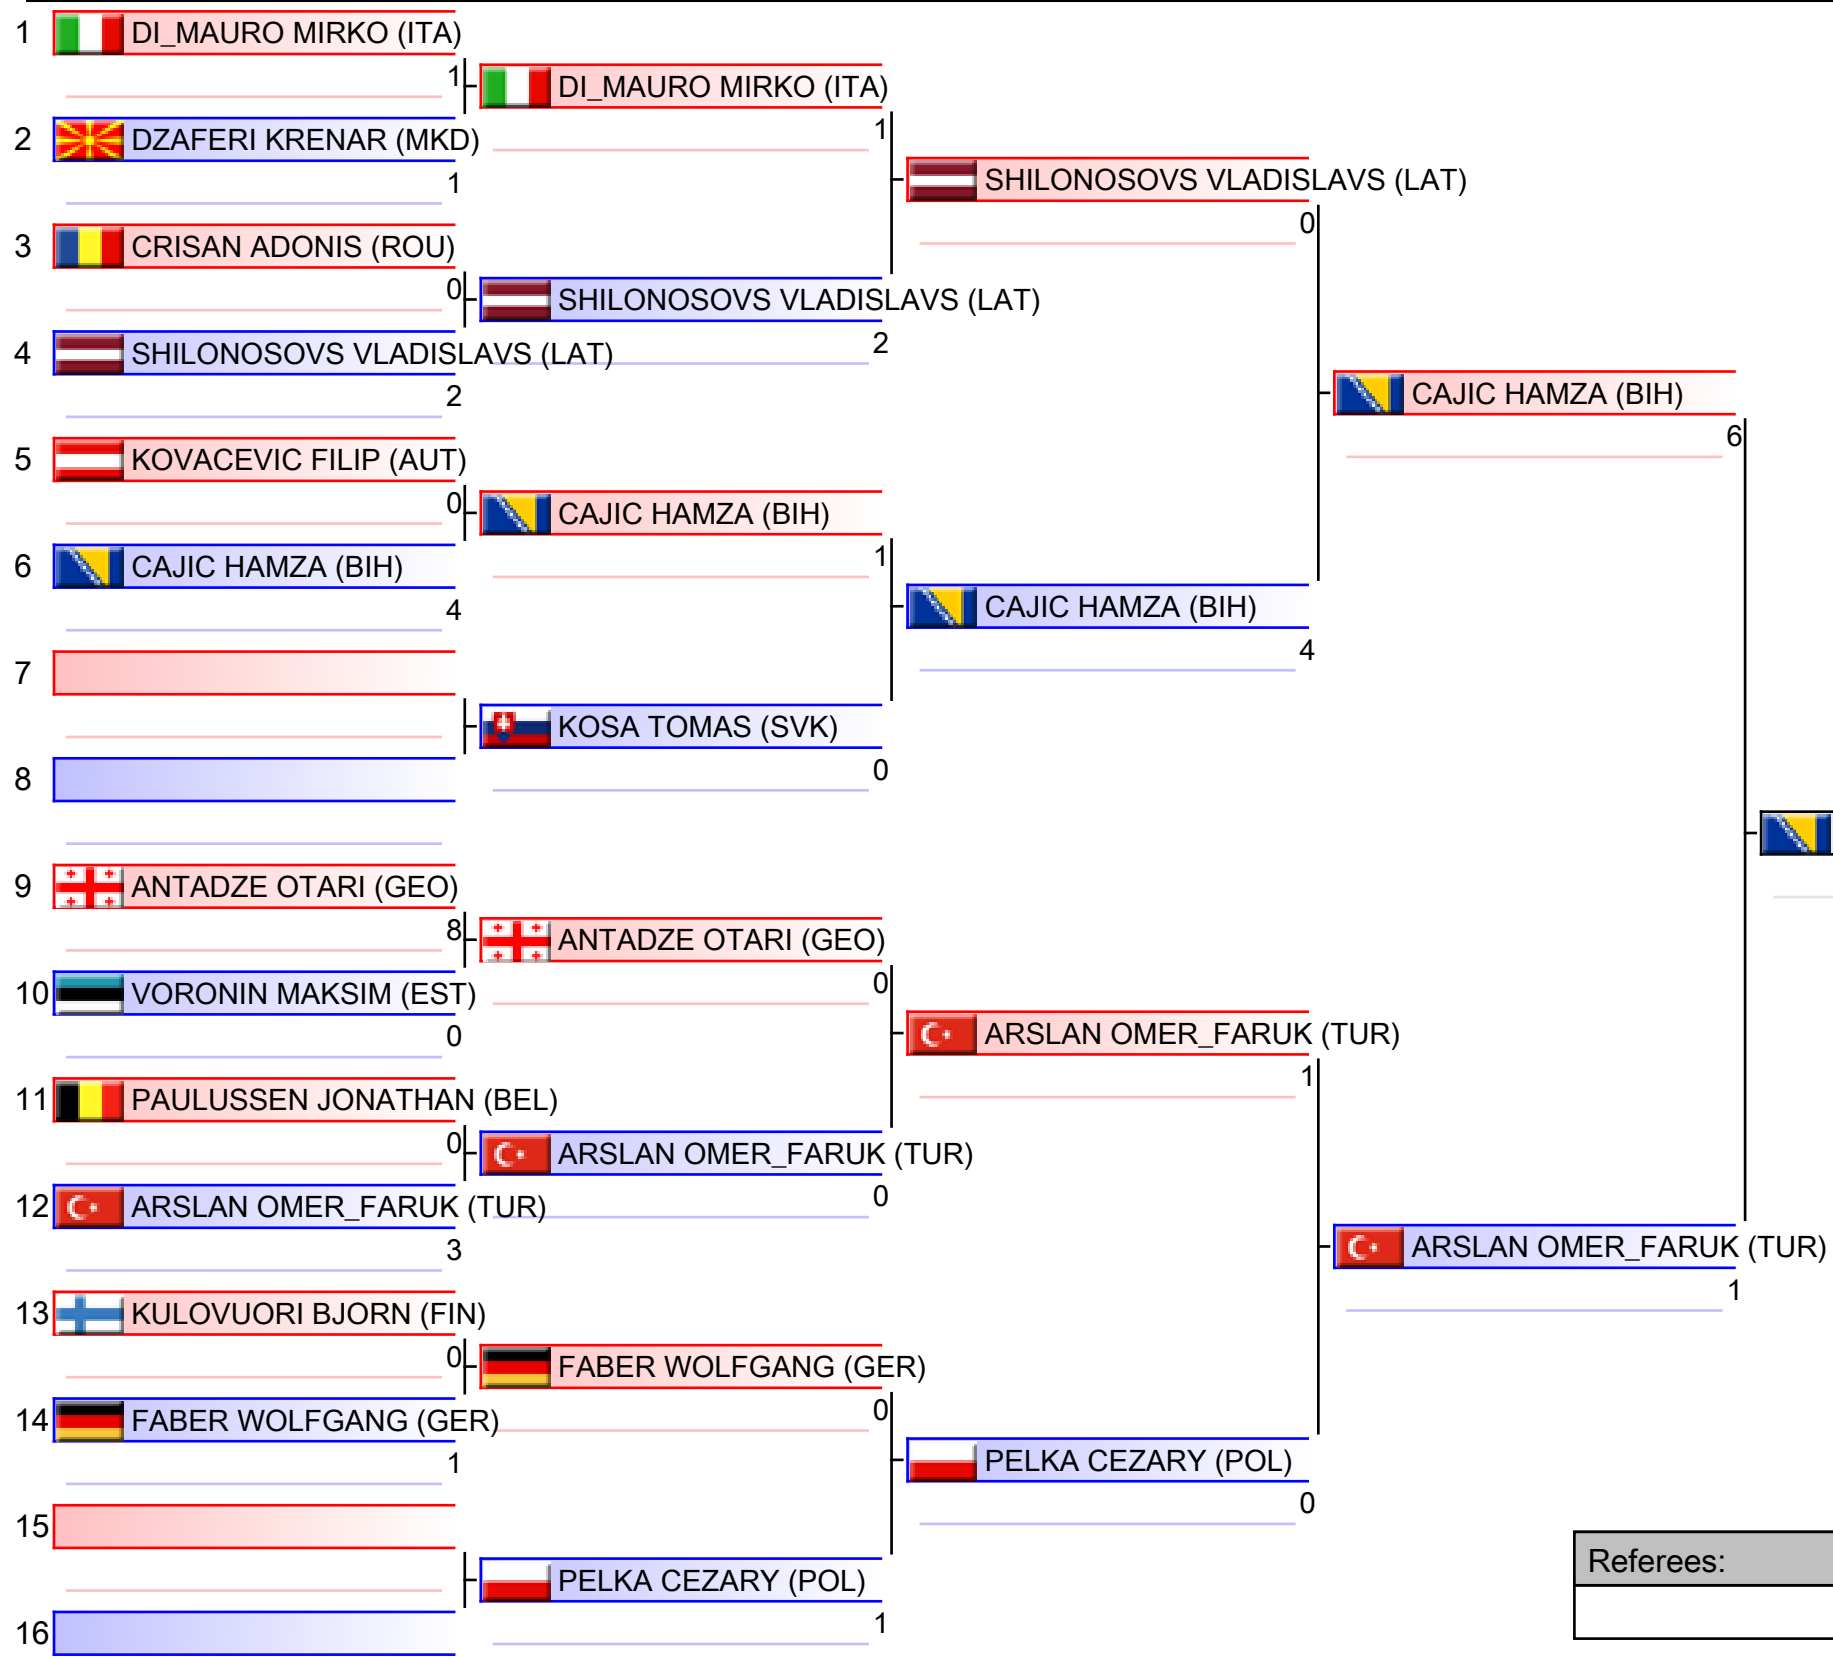 1 DI_MAURO MIRKO (ITA)
1
2 DZAFERI KRENAR (MKD)
1
3 CRISAN ADONIS (ROU)
0
4 SHILONOSOVS VLADISLAVS (LAT)
2
5 KOVACEVIC FILIP (AUT)
0
6 CAJIC HAMZA (BIH)
4
7
8
9 ANTADZE OTARI (GEO)
8
10 VORONIN MAKSIM (EST)
0
11 PAULUSSEN JONATHAN (BEL)
0
12 ARSLAN OMER_FARUK (TUR)
3
13 KULOVUORI BJORN (FIN)
0
14 FABER WOLFGANG (GER)
1
15
16
DI_MAURO MIRKO (ITA)
1
SHILONOSOVS VLADISLAVS (LAT)
2
CAJIC HAMZA (BIH)
1
KOSA TOMAS (SVK)
0
ANTADZE OTARI (GEO)
0
ARSLAN OMER_FARUK (TUR)
0
FABER WOLFGANG (GER)
0
PELKA CEZARY (POL)
1
SHILONOSOVS VLADISLAVS (LAT)
0
CAJIC HAMZA (BIH)
4
ARSLAN OMER_FARUK (TUR)
1
PELKA CEZARY (POL)
0
CAJIC HAMZA (BIH)
6
ARSLAN OMER_FARUK (TUR)
1
Referees: